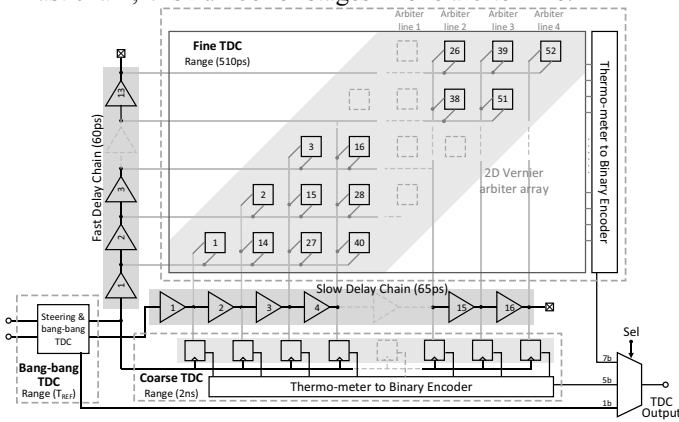 Arbiter line 1
Arbiter line 2
Arbiter line 3
Arbiter line 4
Fine TDC
Range (510ps)
26
39
52
38
51
3
16
2
15
28
1
14
27
40
2D Vernier
arbiter array
Thermo-meter to Binary Encoder
Fast Delay Chain (60ps)
13
3
2
1
Slow Delay Chain (65ps)
1
2
3
4
15
16
Steering &
bang-bang
TDC
Bang-bang
TDC
Range (TREF)
Coarse TDC
Range (2ns)
Thermo-meter to Binary Encoder
Sel
7b
5b
1b
TDC
Output